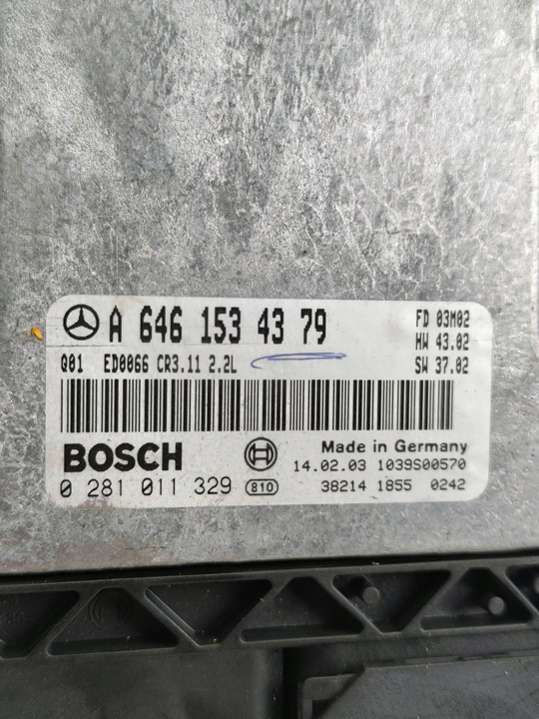 A 646 153 43 79
FD 03M02
HW 43.02
Q01 ED0066 CR3.11 2.2L
SW 37.02
BOSCH
Made in Germany
14.02.03 1039S00570
0 281 011 329 810
38214 1855 0242